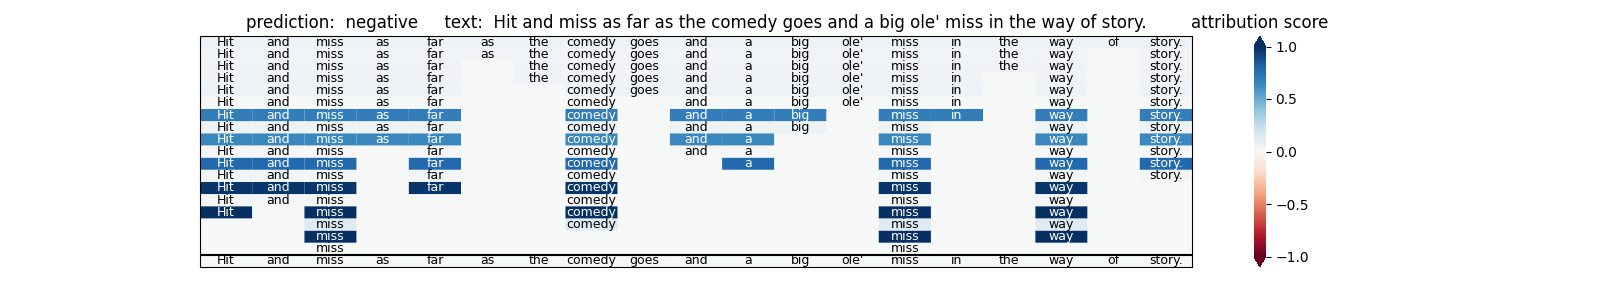 prediction: negative text: Hit and miss as far as the comedy goes and a big ole' miss in the way of story. attribution score
Hit and miss as far as the comedy goes and a big ole' miss in the way of story.
Hit and miss as far as the comedy goes and a big ole' miss in the way story.
Hit and miss as far the comedy goes and a big ole' miss in the way story.
Hit and miss as far the comedy goes and a big ole' miss in way story.
Hit and miss as far comedy goes and a big ole' miss in way story.
Hit and miss as far comedy and a big ole' miss in way story.
Hit and miss as far comedy and a big miss in way story.
Hit and miss as far comedy and a big miss way story.
Hit and miss as far comedy and a miss way story.
Hit and miss far comedy and a miss way story.
Hit and miss far comedy a miss way story.
Hit and miss far comedy miss way story.
Hit and miss far comedy miss way
Hit and miss comedy miss way
Hit miss comedy miss way
miss comedy miss way
miss miss way
miss miss
Hit and miss as far as the comedy goes and a big ole' miss in the way of story.
1.0
0.5
0.0
−0.5
−1.0